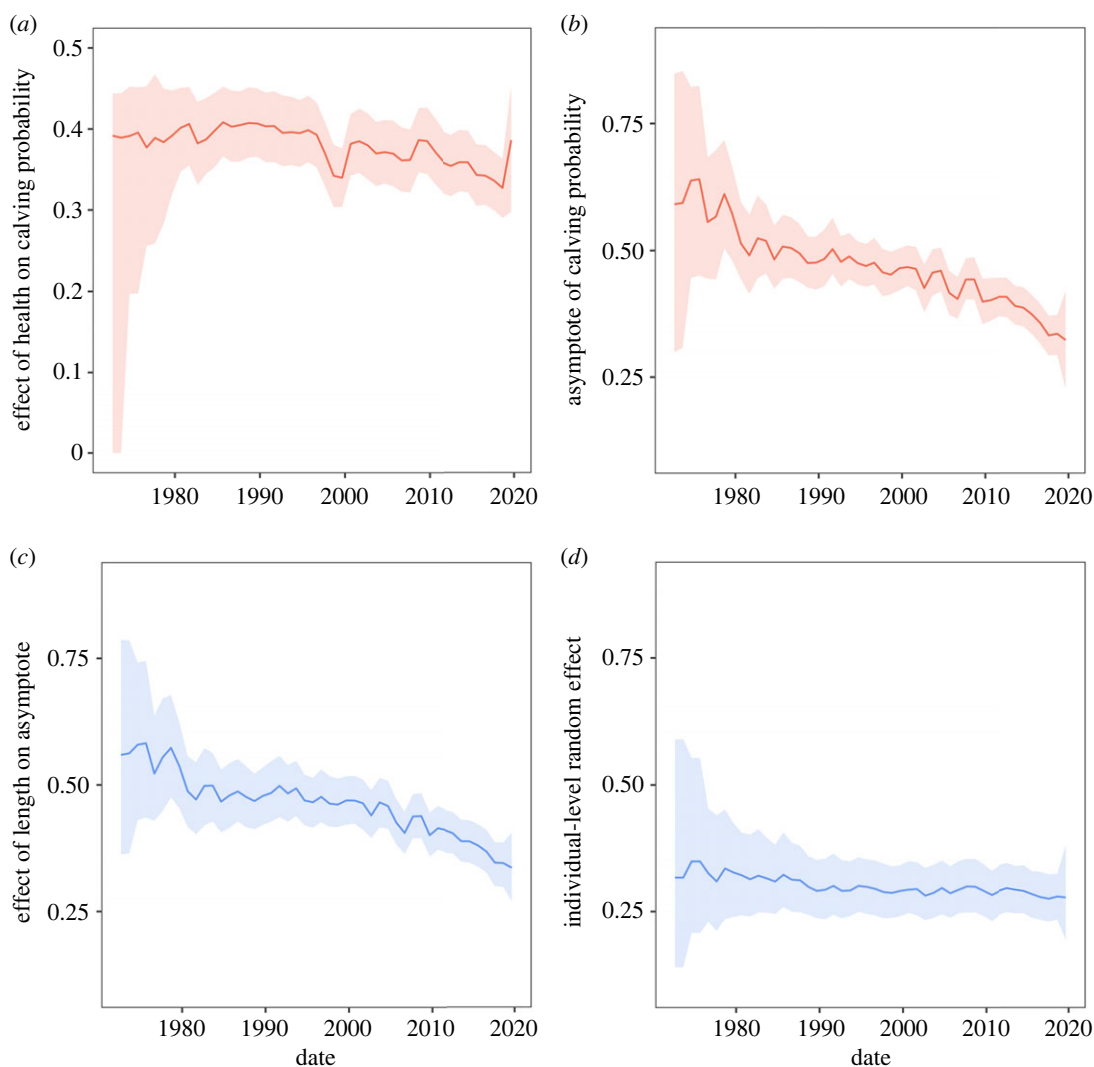 (a)
effect of health on calving probability
0.5
0.4
0.3
0.2
0.1
0
1980 1990 2000 2010 2020
(b)
asymptote of calving probability
0.75
0.50
0.25
1980 1990 2000 2010 2020
(c)
effect of length on asymptote
0.75
0.50
0.25
1980 1990 2000 2010 2020
date
(d)
individual-level random effect
0.75
0.50
0.25
1980 1990 2000 2010 2020
date